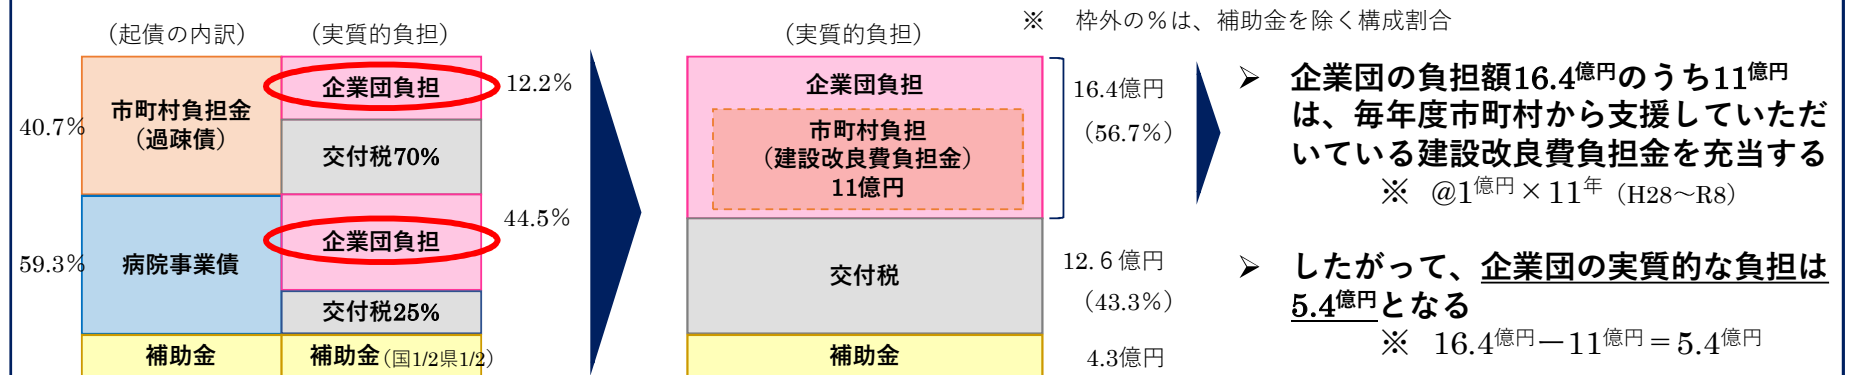 ※　枠外の％は、補助金を除く構成割合
（起債の内訳）
（実質的負担）
40.7%
市町村負担金
（過疎債）
59.3%
病院事業債
補助金
企業団負担
12.2%
交付税70%
企業団負担
44.5%
交付税25%
補助金（国1/2県1/2）
（実質的負担）
企業団負担
市町村負担
（建設改良費負担金）
11億円
16.4億円
（56.7%）
交付税
12.６億円
（43.3%）
補助金
4.3億円
➢ 企業団の負担額16.4億円のうち11億円
は、毎年度市町村から支援していただ
いている建設改良費負担金を充当する
※　@1億円×11年（H28～R8）
➢ したがって、企業団の実質的な負担は
5.4億円となる
※　16.4億円－11億円＝5.4億円